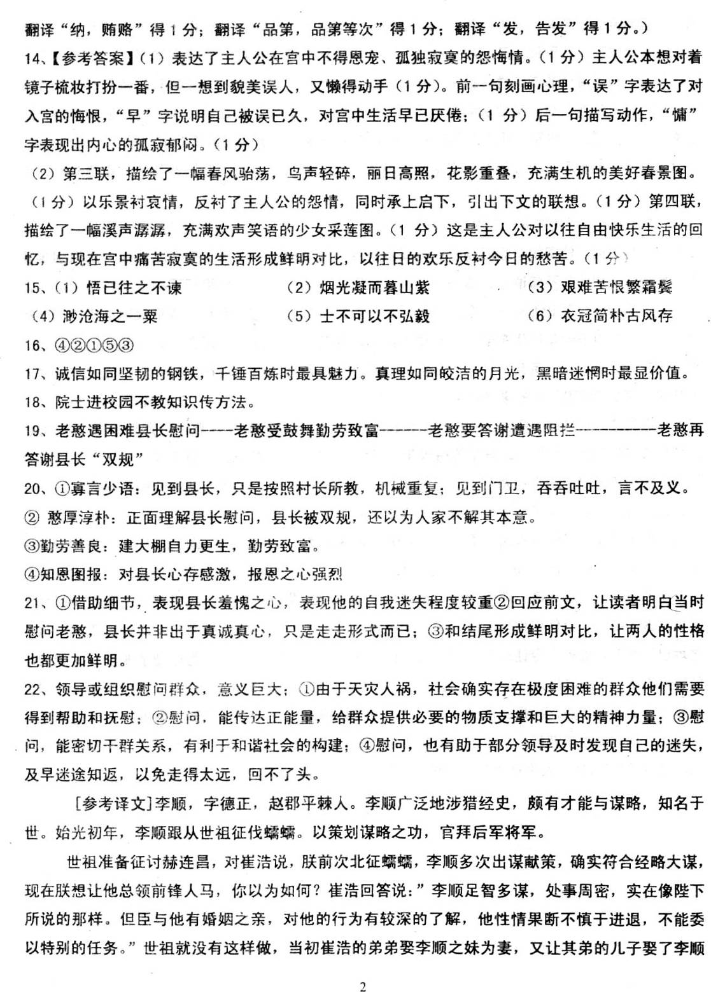 翻译“纳，贿赂”得1分；翻译“品第，品第等次”得1分；翻译“发，告发”得1分。）
14、【参考答案】（1）表达了主人公在宫中不得恩宠、孤独寂寞的怨悔情。（1分）主人公本想对着
镜子梳妆打扮一番，但一想到貌美误人，又懒得动手（1分）。前一句刻画心理，“误”字表达了对
入宫的悔恨，“早”字说明自己被误已久，对宫中生活早已厌倦；（1 分）后一句描写动作，“慵”
字表现出内心的孤寂郁闷。（1分）
（2）第三联，描绘了一幅春风骀荡，鸟声轻碎，丽日高照，花影重叠，充满生机的美好春景图。
（1分）以乐景衬哀情，反衬了主人公的怨情，同时承上启下，引出下文的联想。（1分）第四联，
描绘了一幅溪声潺潺，充满欢声笑语的少女采莲图。（1 分）这是主人公对以往自由快乐生活的回
忆，与现在宫中痛苦寂寞的生活形成鲜明对比，以往日的欢乐反衬今日的愁苦。（1分）
15、（1）悟已往之不谏 （2）烟光凝而暮山紫 （3）艰难苦恨繁霜鬓
（4）渺沧海之一粟 （5）士不可以不弘毅 （6）衣冠简朴古风存
16、④②①⑤③
17、诚信如同坚韧的钢铁，千锤百炼时最具魅力。真理如同皎洁的月光，黑暗迷惘时最显价值。
18、院士进校园不教知识传方法。
19、老憨遇困难县长慰问----老憨受鼓舞勤劳致富------老憨要答谢遭遇阻拦----------老憨再
答谢县长“双规”
20、①寡言少语：见到县长，只是按照村长所教，机械重复；见到门卫，吞吞吐吐，言不及义。
② 憨厚淳朴：正面理解县长慰问，县长被双规，还以为人家不解其本意。
③勤劳善良：建大棚自力更生，勤劳致富。
④知恩图报：对县长心存感激，报恩之心强烈
21、①借助细节，表现县长羞愧之心，表现他的自我迷失程度较重②回应前文，让读者明白当时
慰问老憨，县长并非出于真诚真心，只是走走形式而已；③和结尾形成鲜明对比，让两人的性格
也都更加鲜明。
22、领导或组织慰问群众，意义巨大；①由于天灾人祸，社会确实存在极度困难的群众他们需要
得到帮助和抚慰；②慰问，能传达正能量，给群众提供必要的物质支撑和巨大的精神力量；③慰
问，能密切干群关系，有利于和谐社会的构建；④慰问，也有助于部分领导及时发现自己的迷失，
及早迷途知返，以免走得太远，回不了头。
[参考译文]李顺，字德正，赵郡平棘人。李顺广泛地涉猎经史，颇有才能与谋略，知名于
世。始光初年，李顺跟从世祖征伐蠕蠕。以策划谋略之功，官拜后军将军。
世祖准备征讨赫连昌，对崔浩说，朕前次北征蠕蠕，李顺多次出谋献策，确实符合经略大谋，
现在朕想让他总领前锋人马，你以为如何？崔浩回答说：”李顺足智多谋，处事周密，实在像陛下
所说的那样。但臣与他有婚姻之亲，对他的行为有较深的了解，他性情果断不慎于进退，不能委
以特别的任务。”世祖就没有这样做，当初崔浩的弟弟娶李顺之妹为妻，又让其弟的儿子娶了李顺
2